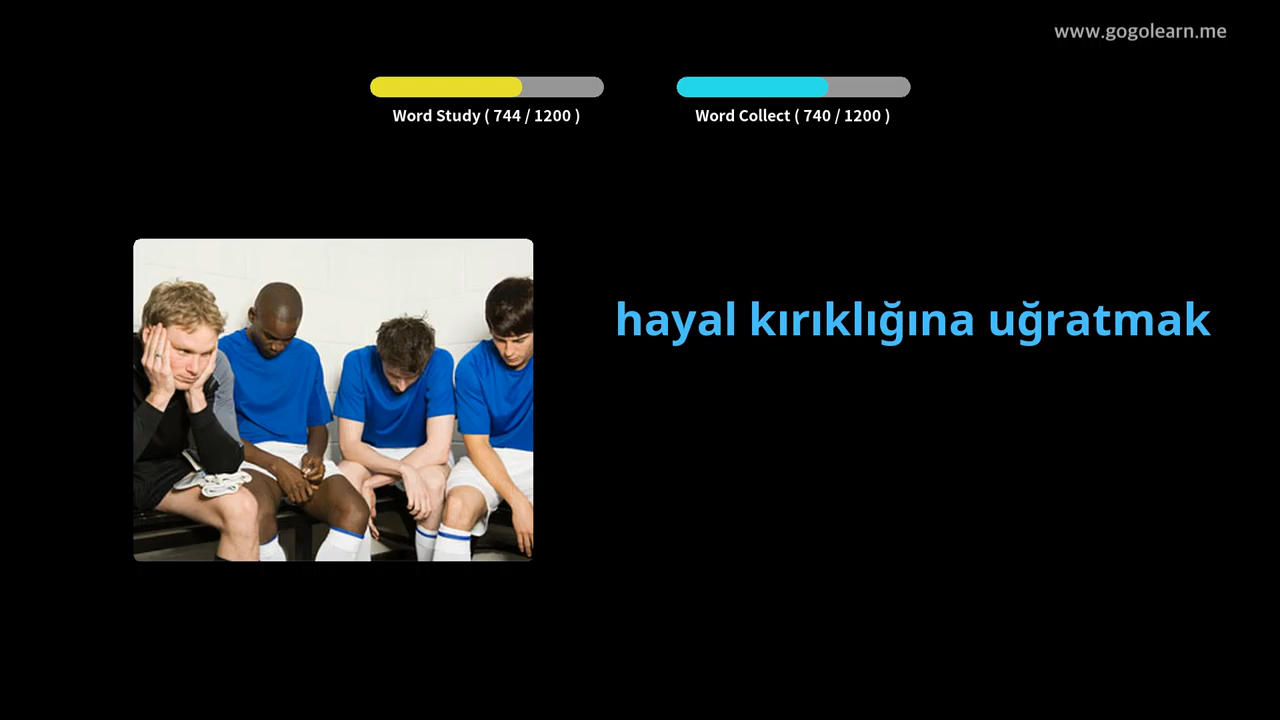 www.gogolearn.me
Word Study ( 744 / 1200 )
Word Collect ( 740 / 1200 )
hayal kırıklığına uğratmak